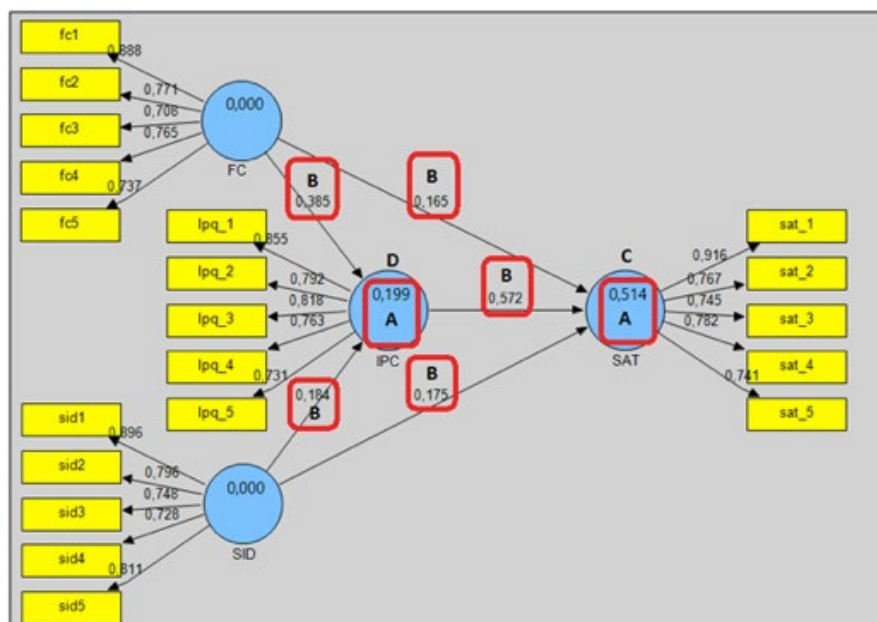 fc1
0,888
fc2
0,771
0,708
fc3
0,765
fc4
0,737
fc5
0,000
FC
B
0,385
B
0,165
lpq_1
0,855
lpq_2
0,792
0,818
lpq_3
0,763
lpq_4
0,731
lpq_5
D
0,199
A
IPC
B
0,572
C
0,514
A
SAT
sat_1
0,916
sat_2
0,767
0,745
sat_3
0,782
sat_4
0,741
sat_5
0,184
B
B
0,175
sid1
0,896
sid2
0,796
0,748
sid3
0,728
sid4
0,811
sid5
0,000
SID